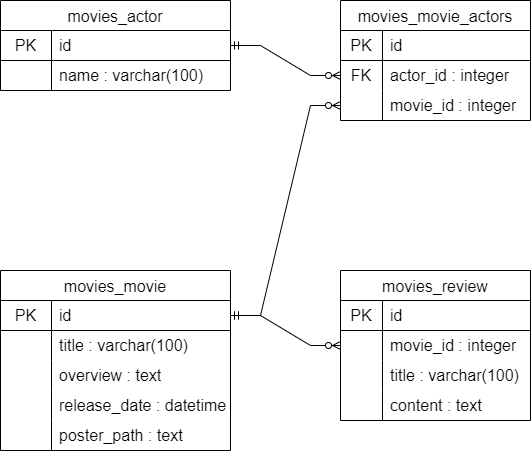 movies_actor
PK id
name : varchar(100)
movies_movie_actors
PK id
FK actor_id : integer
movie_id : integer
movies_movie
PK id
title : varchar(100)
overview : text
release_date : datetime
poster_path : text
movies_review
PK id
movie_id : integer
title : varchar(100)
content : text